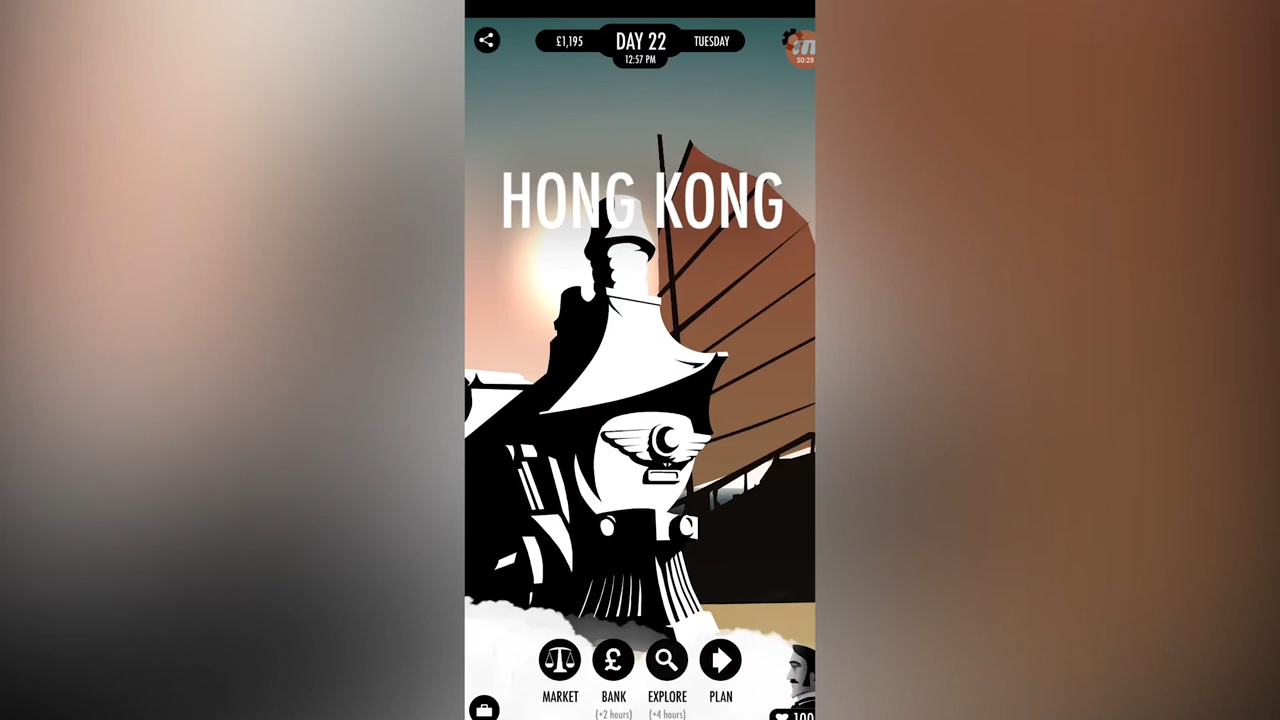 £1,195
DAY 22
TUESDAY
12:57 PM
50:28
HONG KONG
MARKET
BANK
EXPLORE
PLAN
(+2 hours)
(+4 hours)
100